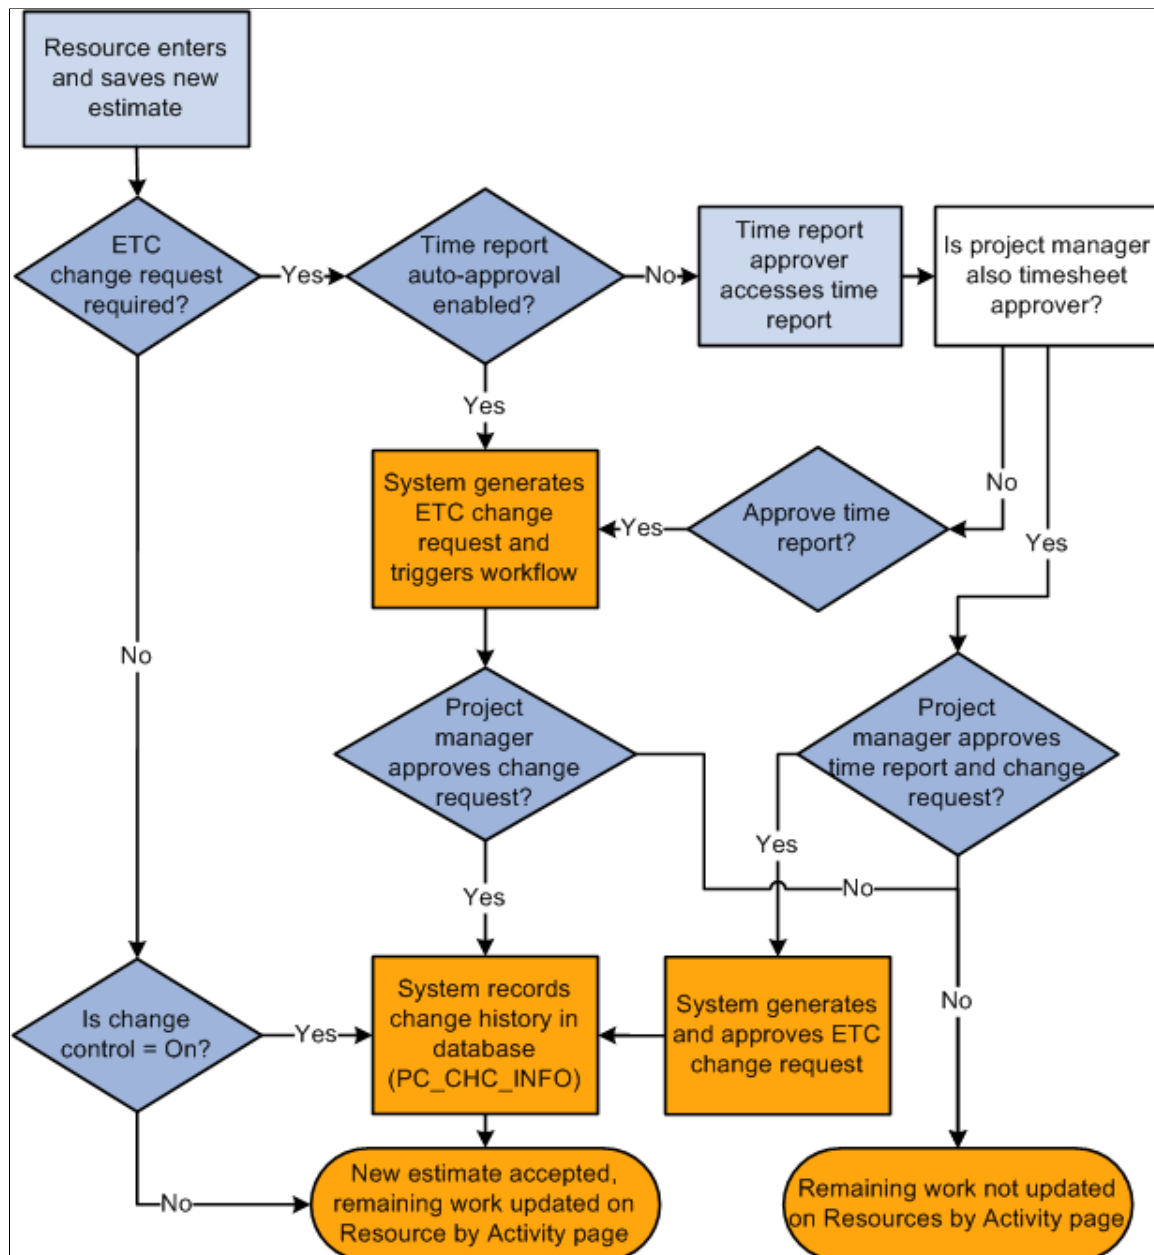 Resource enters
and saves new
estimate
ETC
change request
required?
Yes
Time report
auto-approval
enabled?
No
Time report
approver
accesses time
report
Is project manager
also timesheet
approver?
Yes
No
Yes
System generates
ETC change
request and
triggers workflow
Yes
Approve time
report?
No
Project
manager
approves change
request?
Project
manager approves
time report and change
request?
Yes
No
Yes
No
Is change
control = On?
Yes
System records
change history in
database
(PC_CHC_INFO)
System generates
and approves ETC
change request
No
New estimate accepted,
remaining work updated on
Resource by Activity page
Remaining work not updated
on Resources by Activity page